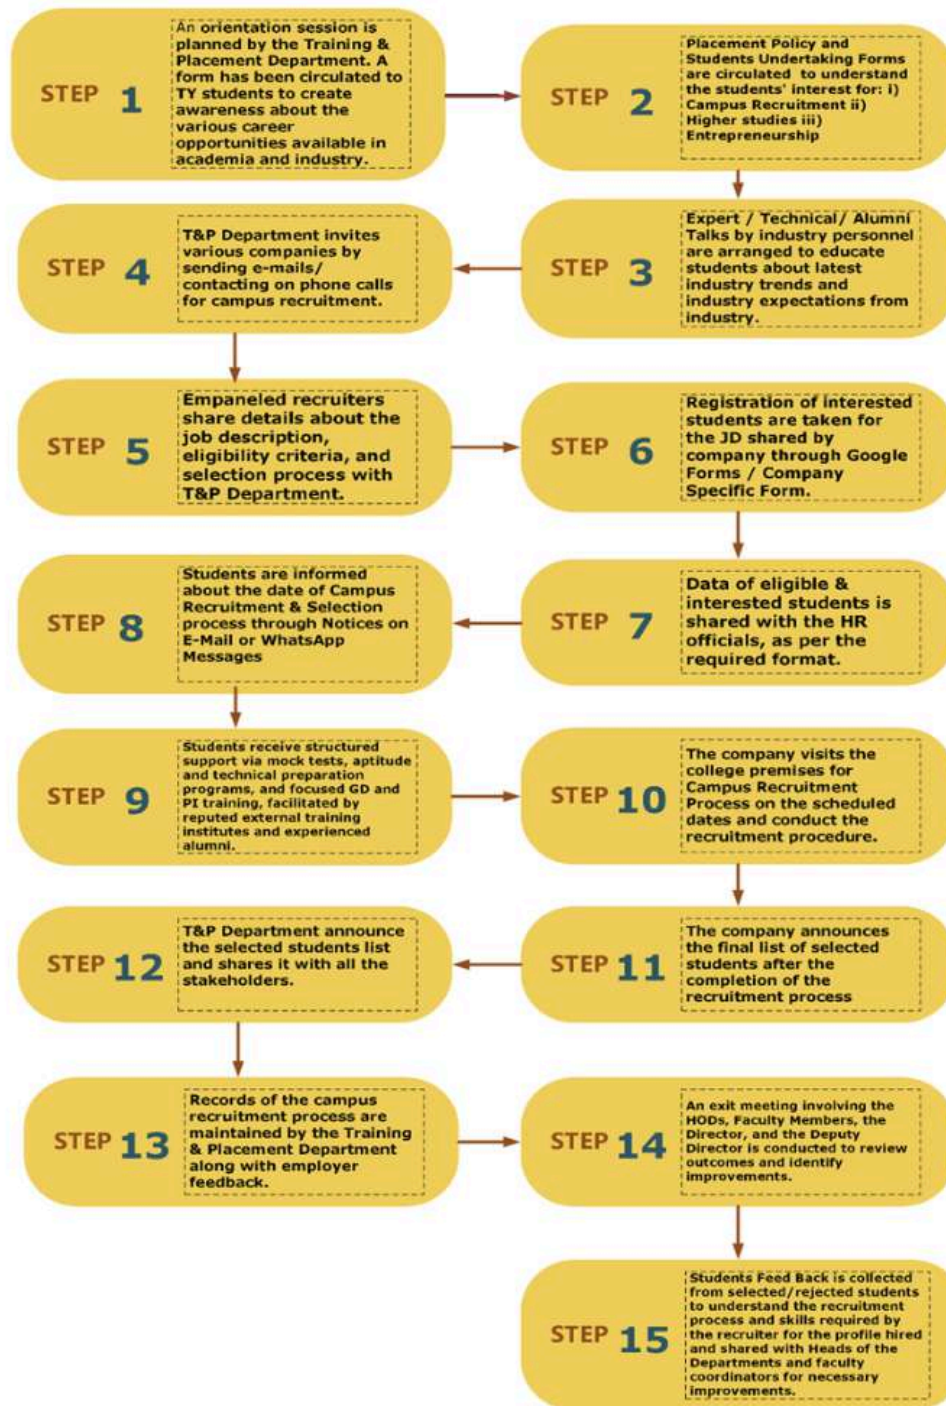 STEP 1
An orientation session is
planned by the Training &
Placement Department. A
form has been circulated to
TY students to create
awareness about the
various career
opportunities available in
academia and industry.
STEP 2
Placement Policy and
Students Undertaking Forms
are circulated to understand
the students' interest for: i)
Campus Recruitment ii)
Higher studies iii)
Entrepreneurship
STEP 3
Expert / Technical/ Alumni
Talks by industry personnel
are arranged to educate
students about latest
industry trends and
industry expectations from
industry.
STEP 4
T&P Department invites
various companies by
sending e-mails/
contacting on phone calls
for campus recruitment.
STEP 5
Empaneled recruiters
share details about the
job description,
eligibility criteria, and
selection process with
T&P Department.
STEP 6
Registration of interested
students are taken for
the JD shared by
company through Google
Forms / Company
Specific Form.
STEP 7
Data of eligible &
interested students is
shared with the HR
officials, as per the
required format.
STEP 8
Students are informed
about the date of Campus
Recruitment & Selection
process through Notices on
E-Mail or WhatsApp
Messages
STEP 9
Students receive structured
support via mock tests, aptitude
and technical preparation
programs, and focused GD and
PI training, facilitated by
reputed external training
institutes and experienced
alumni.
STEP 10
The company visits the
college premises for
Campus Recruitment
Process on the scheduled
dates and conduct the
recruitment procedure.
STEP 11
The company announces
the final list of selected
students after the
completion of the
recruitment process
STEP 12
T&P Department announce
the selected students list
and shares it with all the
stakeholders.
STEP 13
Records of the campus
recruitment process are
maintained by the Training
& Placement Department
along with employer
feedback.
STEP 14
An exit meeting involving the
HODs, Faculty Members, the
Director, and the Deputy
Director is conducted to review
outcomes and identify
improvements.
STEP 15
Students Feed Back is collected
from selected/rejected students
to understand the recruitment
process and skills required by
the recruiter for the profile hired
and shared with Heads of the
Departments and faculty
coordinators for necessary
improvements.